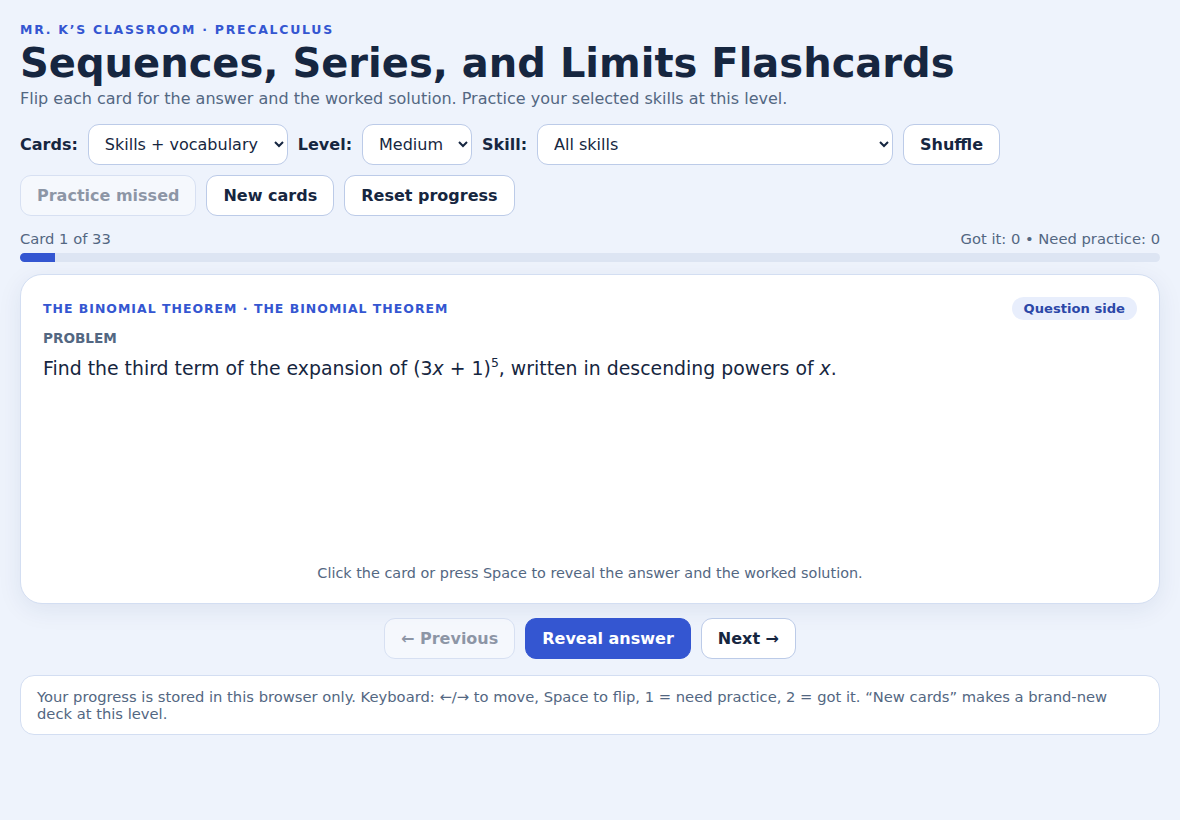 MR. K’S CLASSROOM · PRECALCULUS
Sequences, Series, and Limits Flashcards
Flip each card for the answer and the worked solution. Practice your selected skills at this level.
Cards: Skills + vocabulary Level: Medium Skill: All skills Shuffle
Practice missed New cards Reset progress
Card 1 of 33 Got it: 0 • Need practice: 0
THE BINOMIAL THEOREM · THE BINOMIAL THEOREM Question side
PROBLEM
Find the third term of the expansion of (3x + 1)⁵, written in descending powers of x.
Click the card or press Space to reveal the answer and the worked solution.
← Previous Reveal answer Next →
Your progress is stored in this browser only. Keyboard: ←/→ to move, Space to flip, 1 = need practice, 2 = got it. “New cards” makes a brand-new
deck at this level.